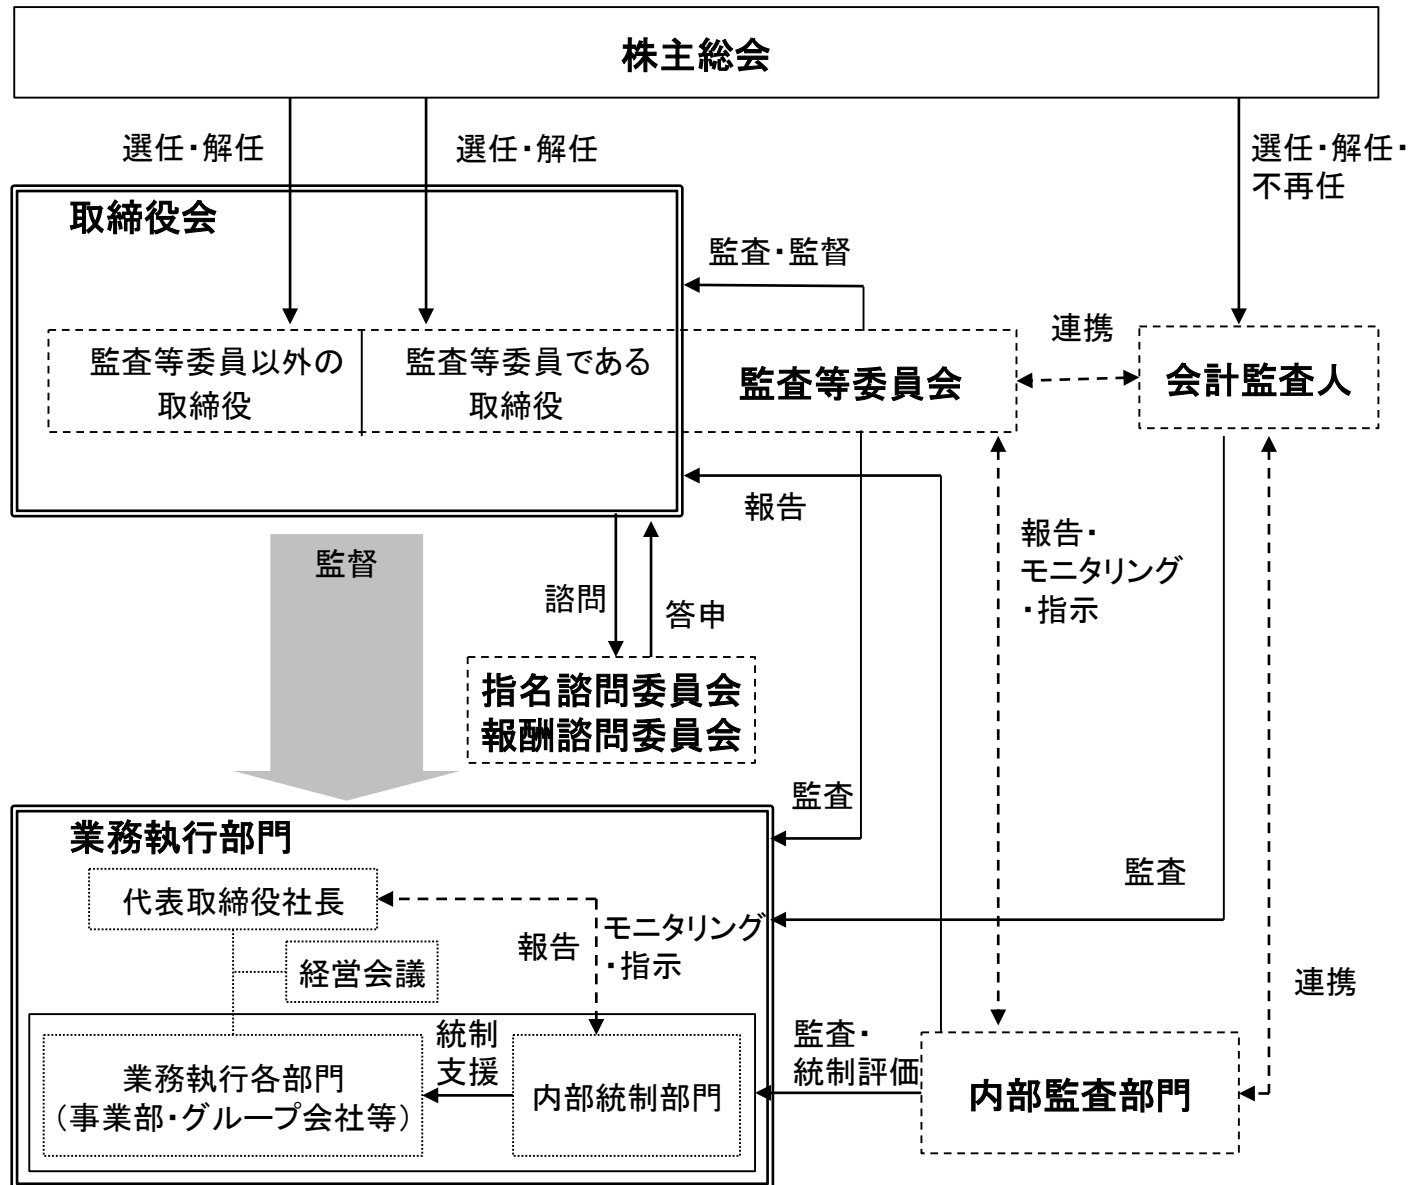 株主総会
選任・解任
選任・解任
選任・解任・
不再任
取締役会
監査・監督
監査等委員以外の
取締役
監査等委員である
取締役
監査等委員会
連携
会計監査人
報告
報告・
モニタリング
・指示
監督
諮問
答申
指名諮問委員会
報酬諮問委員会
監査
監査
業務執行部門
代表取締役社長
経営会議
報告
モニタリング
・指示
連携
統制
支援
監査・
統制評価
業務執行各部門
（事業部・グループ会社等）
内部統制部門
内部監査部門